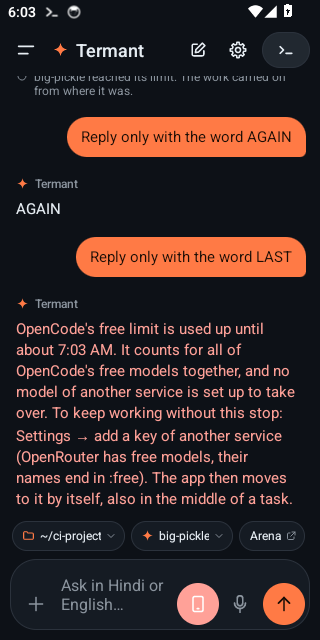 6:03
Termant
big-pickle reached its limit. The work carried on
from where it was.
Reply only with the word AGAIN
Termant
AGAIN
Reply only with the word LAST
Termant
OpenCode's free limit is used up until
about 7:03 AM. It counts for all of
OpenCode's free models together, and no
model of another service is set up to take
over. To keep working without this stop:
Settings → add a key of another service
(OpenRouter has free models, their
names end in :free). The app then moves
to it by itself, also in the middle of a task.
~/ci-project big-pickle Arena
Ask in Hindi or
English…